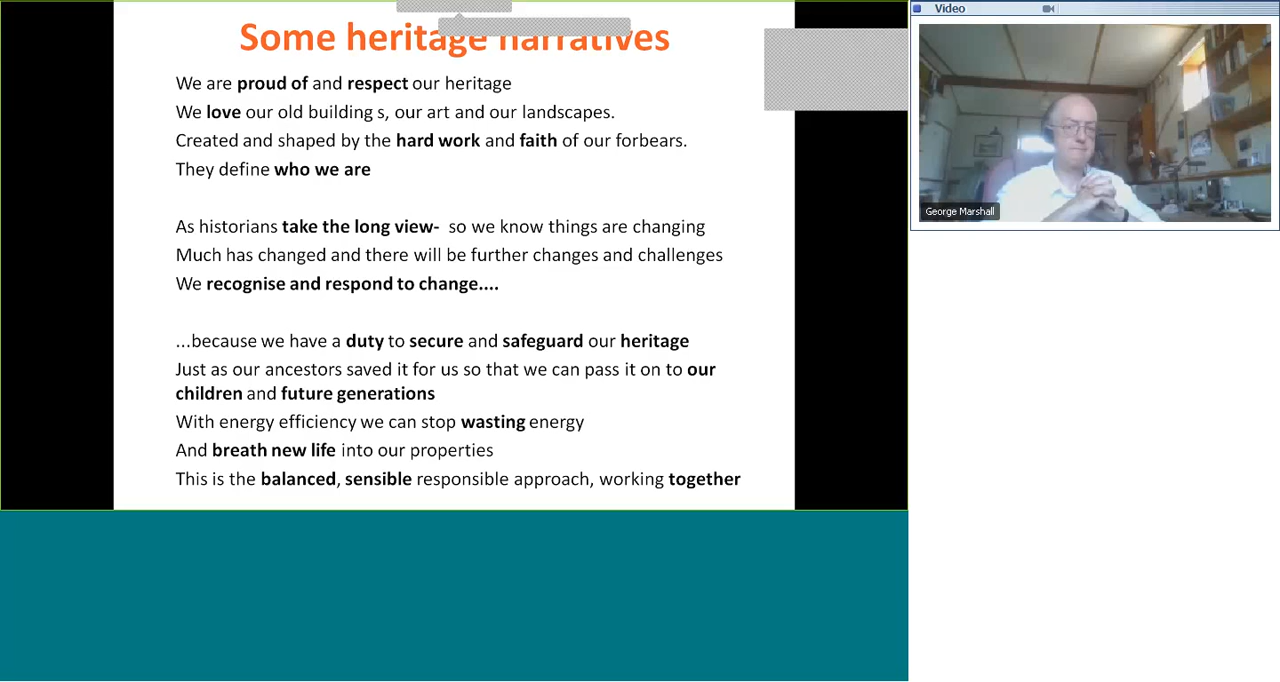 Some heritage narratives
We are proud of and respect our heritage
We love our old building s, our art and our landscapes.
Created and shaped by the hard work and faith of our forbears.
They define who we are
As historians take the long view- so we know things are changing
Much has changed and there will be further changes and challenges
We recognise and respond to change....
...because we have a duty to secure and safeguard our heritage
Just as our ancestors saved it for us so that we can pass it on to our
children and future generations
With energy efficiency we can stop wasting energy
And breath new life into our properties
This is the balanced, sensible responsible approach, working together
Video
George Marshall